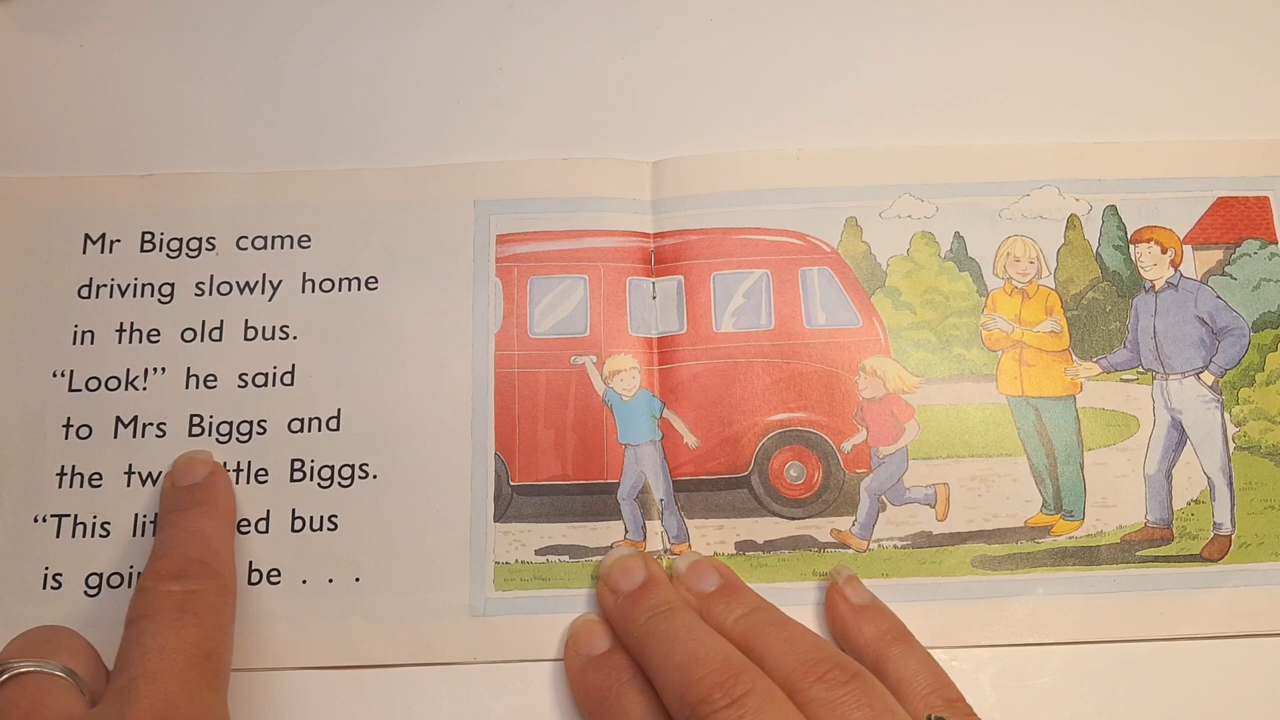 Mr Biggs came
driving slowly home
in the old bus.
“Look!” he said
to Mrs Biggs and
the Biggs.
“This bus
is be . . .